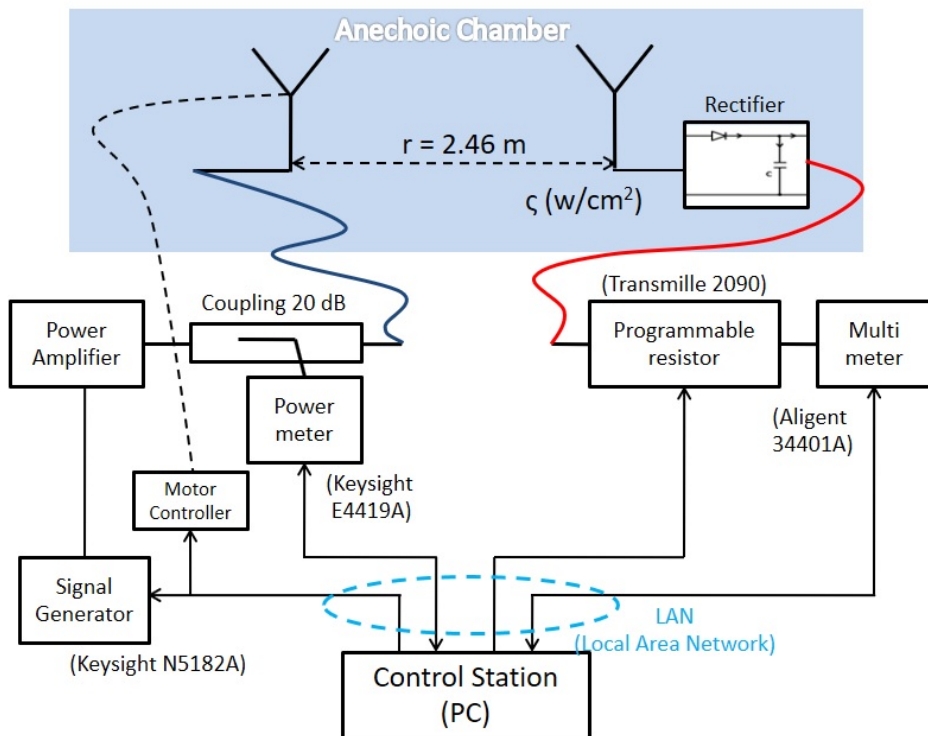 Anechoic Chamber
Rectifier
r = 2.46 m
c
ς (w/cm²)
(Transmille 2090)
Coupling 20 dB
Power
Amplifier
Programmable
resistor
Multi
meter
Power
meter
(Aligent
34401A)
(Keysight
E4419A)
Motor
Controller
Signal
Generator
LAN
(Local Area Network)
(Keysight N5182A)
Control Station
(PC)